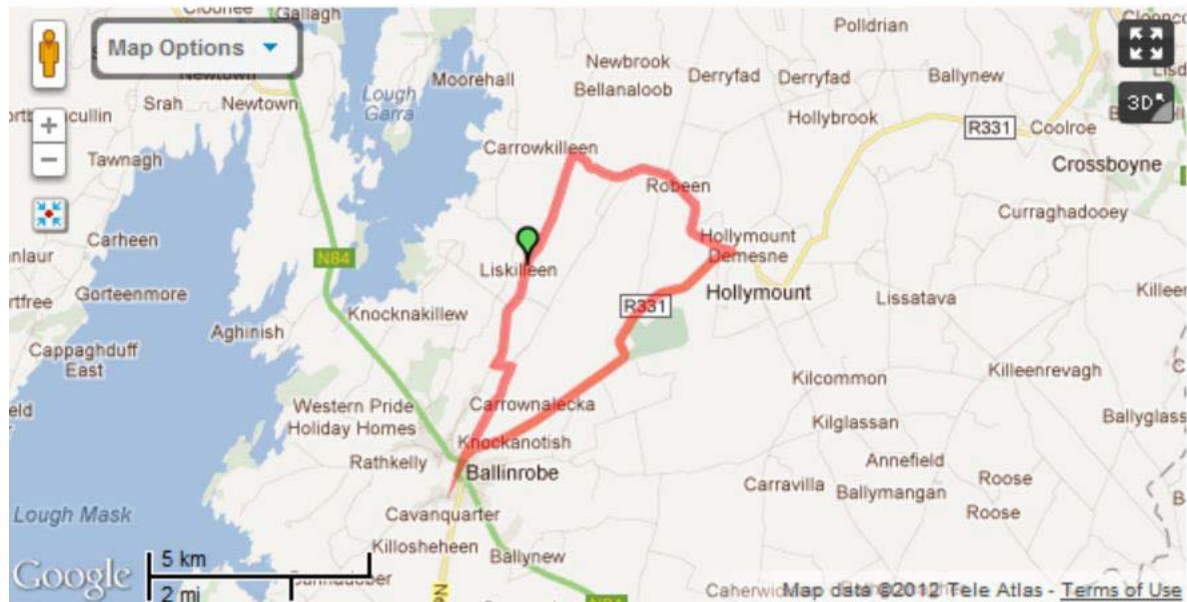 Clounee
Gallagh
Map Options
Newtown
Srah
Newtown
Tawnagh
Moorehall
Lough
Garra
Newbrook
Bellanaloob
Derryfad
Derryfad
Polldrian
Ballynew
Hollybrook
3D
R331
Coolroe
Crossboyne
Curraghadooey
Carrowkilleen
Robeen
Carheen
Gorteenmore
N84
Liskilleen
Hollymount
Demesne
Hollymount
R331
Lissatava
Knocknakillew
Aghinish
Cappaghduff
East
Kilcommon
Killeenrevagh
Western Pride
Holiday Homes
Carrownalecka
Kilglassan
Knockanotish
Rathkelly
Ballinrobe
Annefield
Carravilla
Ballymangan
Roose
Roose
Lough Mask
Cavanquarter
Killosheheen
Ballynew
Google
5 km
2 mi
N84
Map data ©2012 Tele Atlas - Terms of Use